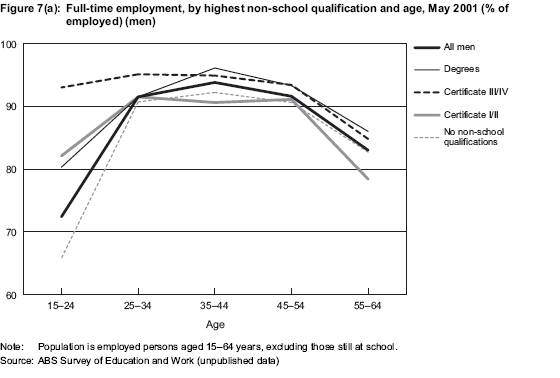 Figure 7(a): Full-time employment, by highest non-school qualification and age, May 2001 (% of
employed) (men)
100
90
80
70
60
15–24
25–34
35–44
45–54
55–64
Age
All men
Degrees
Certificate III/IV
Certificate I/II
No non-school
qualifications
Note: Population is employed persons aged 15–64 years, excluding those still at school.
Source: ABS Survey of Education and Work (unpublished data)